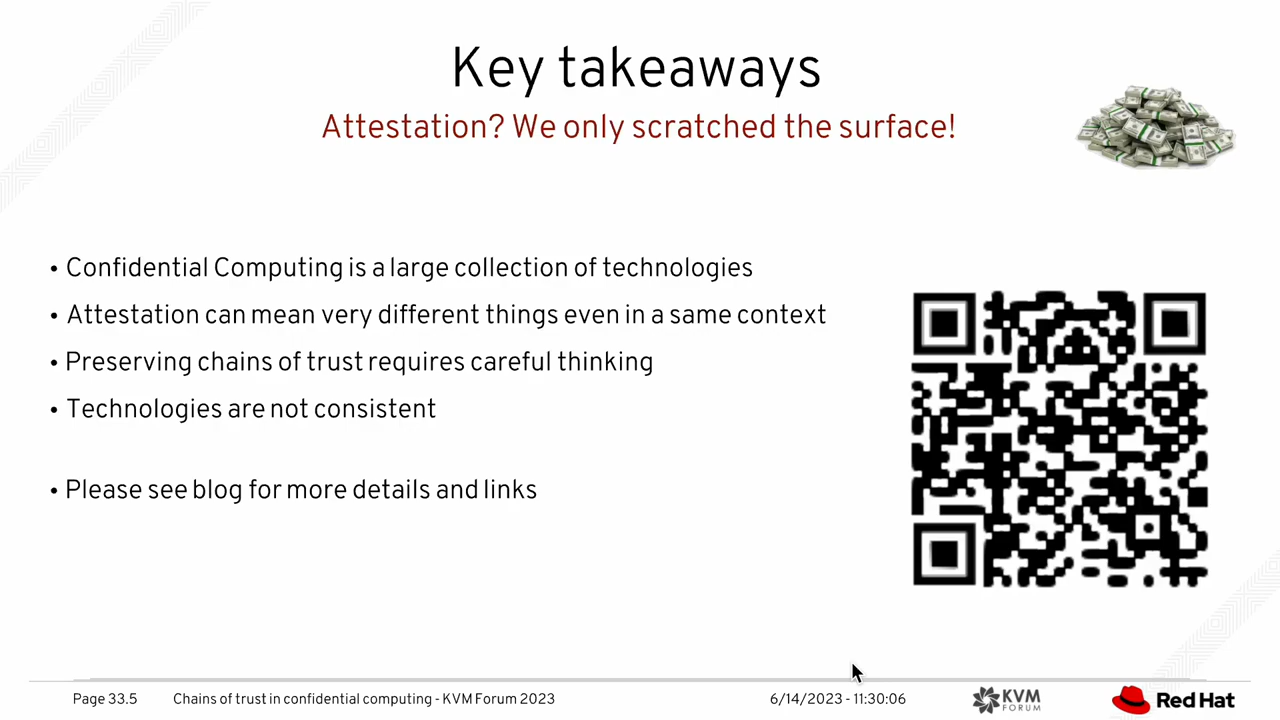 Key takeaways
Attestation? We only scratched the surface!
• Confidential Computing is a large collection of technologies
• Attestation can mean very different things even in a same context
• Preserving chains of trust requires careful thinking
• Technologies are not consistent
• Please see blog for more details and links
Page 33.5 Chains of trust in confidential computing - KVM Forum 2023 6/14/2023 - 11:30:06 KVM FORUM Red Hat